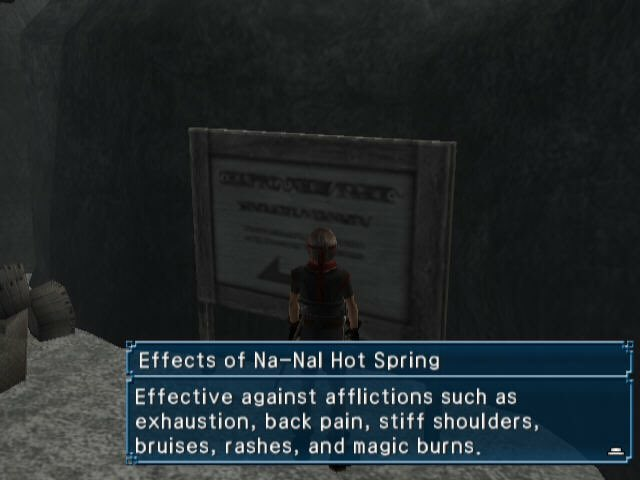 Effects of Na-Nal Hot Spring
Effective against afflictions such as
exhaustion, back pain, stiff shoulders,
bruises, rashes, and magic burns.